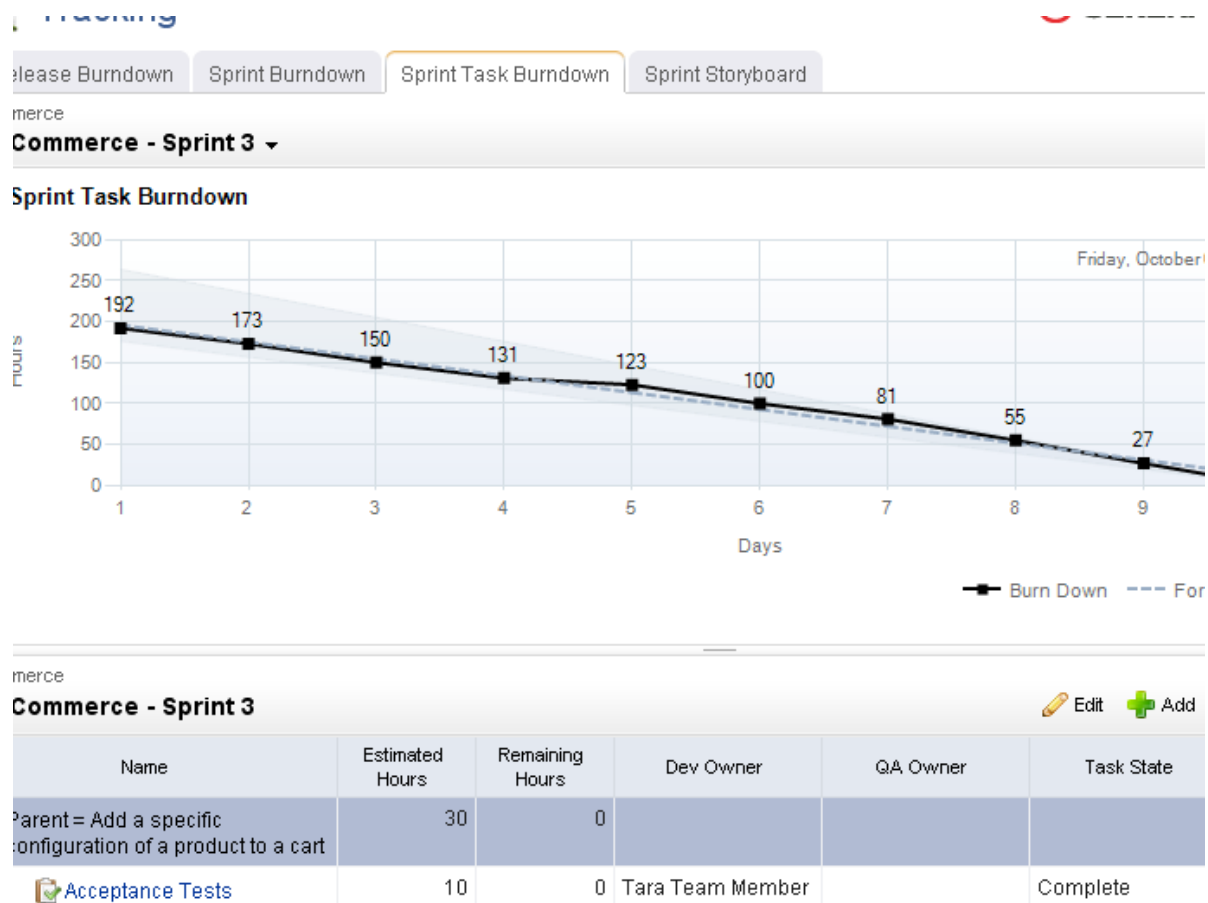 Tracking
elease Burndown
Sprint Burndown
Sprint Task Burndown
Sprint Storyboard
merce
Commerce - Sprint 3
Sprint Task Burndown
300
250
200
150
100
50
0
Hours
192
173
150
131
123
100
81
55
27
Friday, October
1 2 3 4 5 6 7 8 9
Days
Burn Down
For
merce
Commerce - Sprint 3
Edit
Add
Name
Estimated Hours
Remaining Hours
Dev Owner
QA Owner
Task State
Parent = Add a specific
configuration of a product to a cart
30
0
Acceptance Tests
10
0
Tara Team Member
Complete